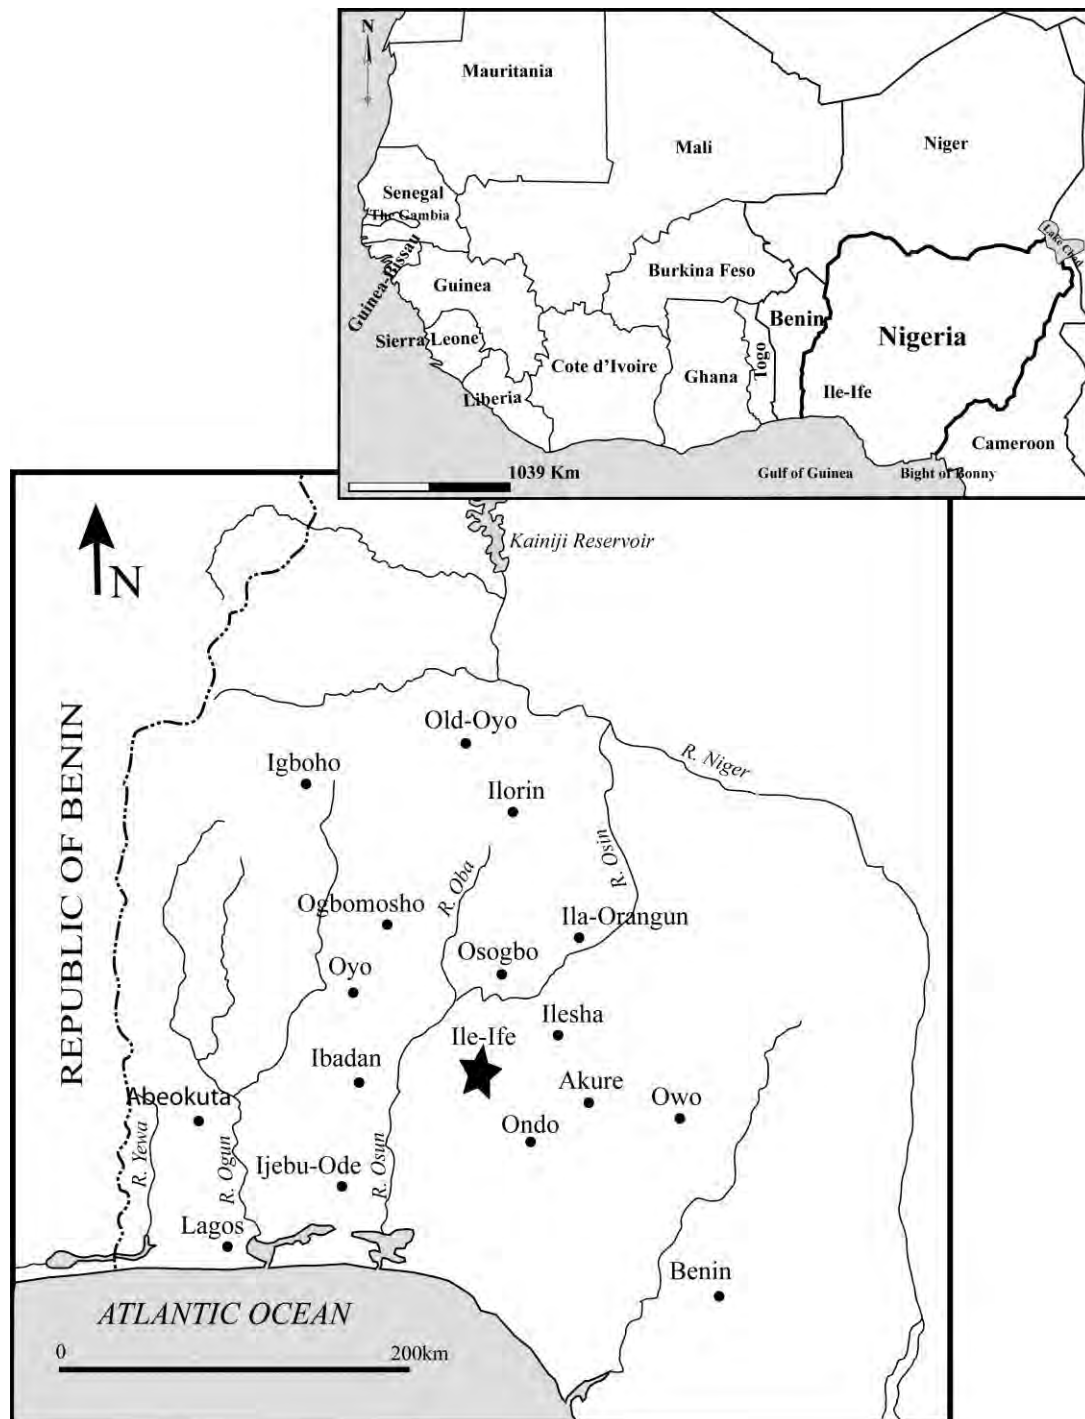 N
Mauritania
Mali
Niger
Senegal
The Gambia
Lake Chad
Guinea-Bissau
Guinea
Burkina Feso
Benin
Nigeria
Sierra Leone
Togo
Cote d'Ivoire
Ghana
Ile-Ife
Liberia
Cameroon
1039 Km
Gulf of Guinea
Bight of Bonny
N
Kainiji Reservoir
REPUBLIC OF BENIN
Old-Oyo
R. Niger
Igboho
Ilorin
R. Oba
R. Osin
Ogbomosho
Ila-Orangun
Osogbo
Oyo
Ile-Ife
Ilesha
Ibadan
Akure
Abeokuta
Owo
Ondo
R. Yewa
R. Ogun
Ijebu-Ode
R. Osun
Lagos
Benin
ATLANTIC OCEAN
0 200km